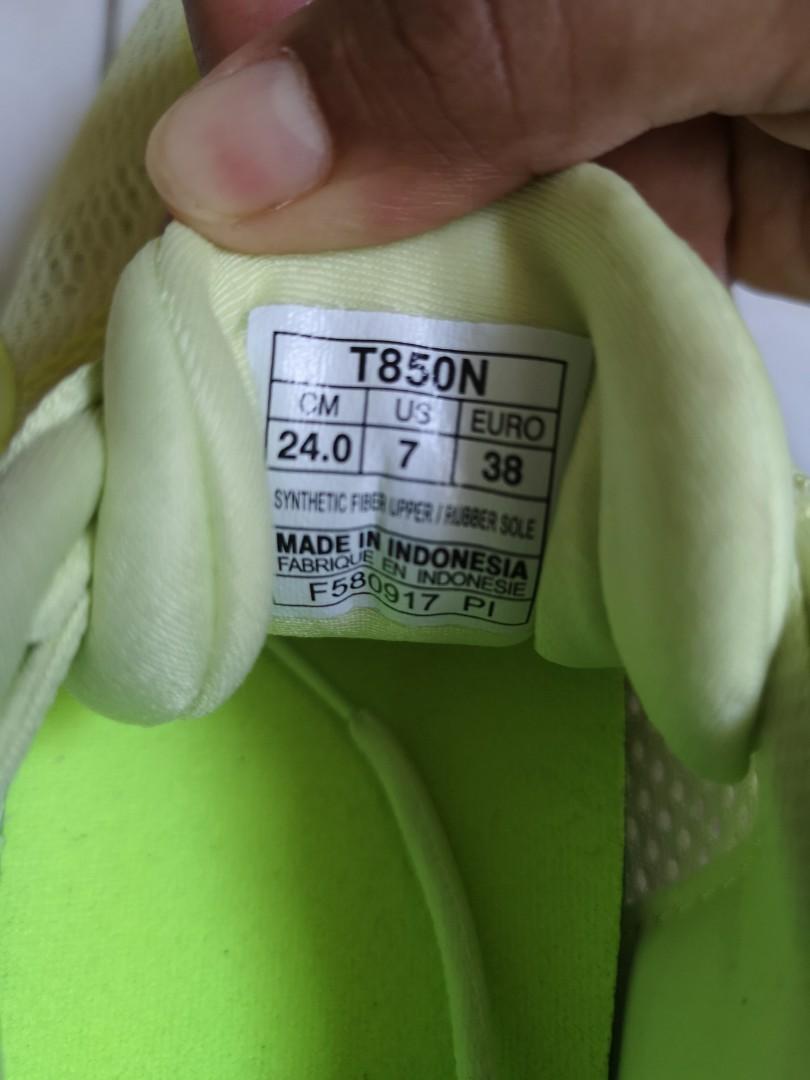 T850N
CM US EURO
24.0 7 38
SYNTHETIC FIBER UPPER / RUBBER SOLE
MADE IN INDONESIA
FABRIQUE EN INDONESIE
F580917 PI